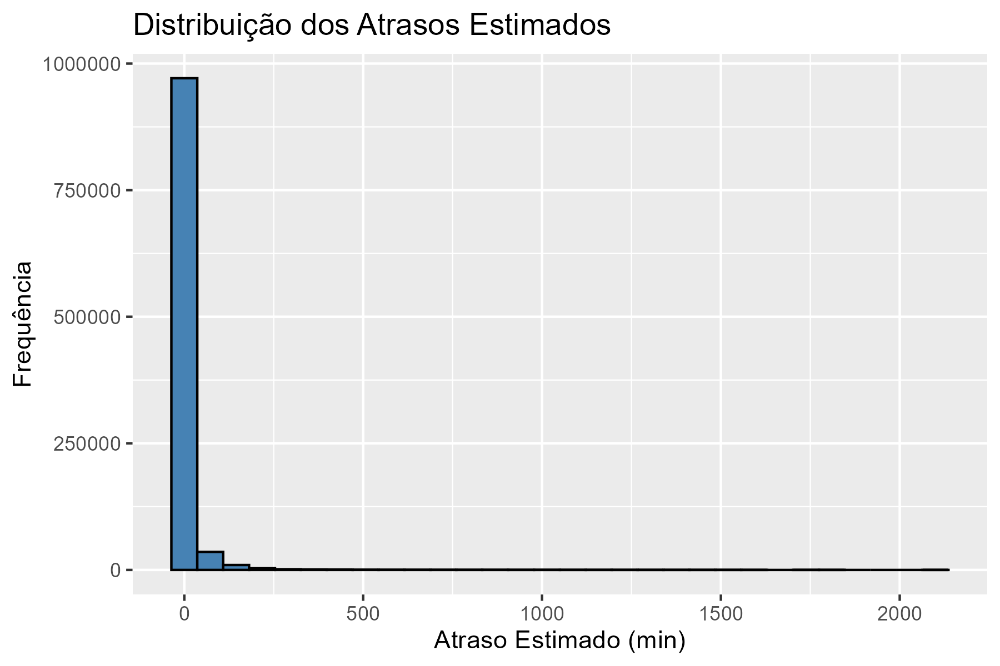 Distribuição dos Atrasos Estimados
1000000
750000
500000
250000
0
Frequência
0 500 1000 1500 2000
Atraso Estimado (min)